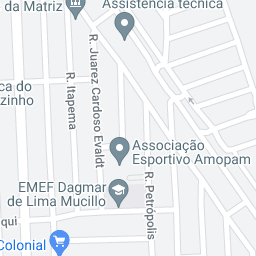 da Matriz
Assistência técnica
R. Juarez Cardoso Evaldt
R. Itapema
ca do
zinho
Associação
Esportivo Amopam
EMEF Dagmar
de Lima Mucillo
R. Petrópolis
qui
Colonial